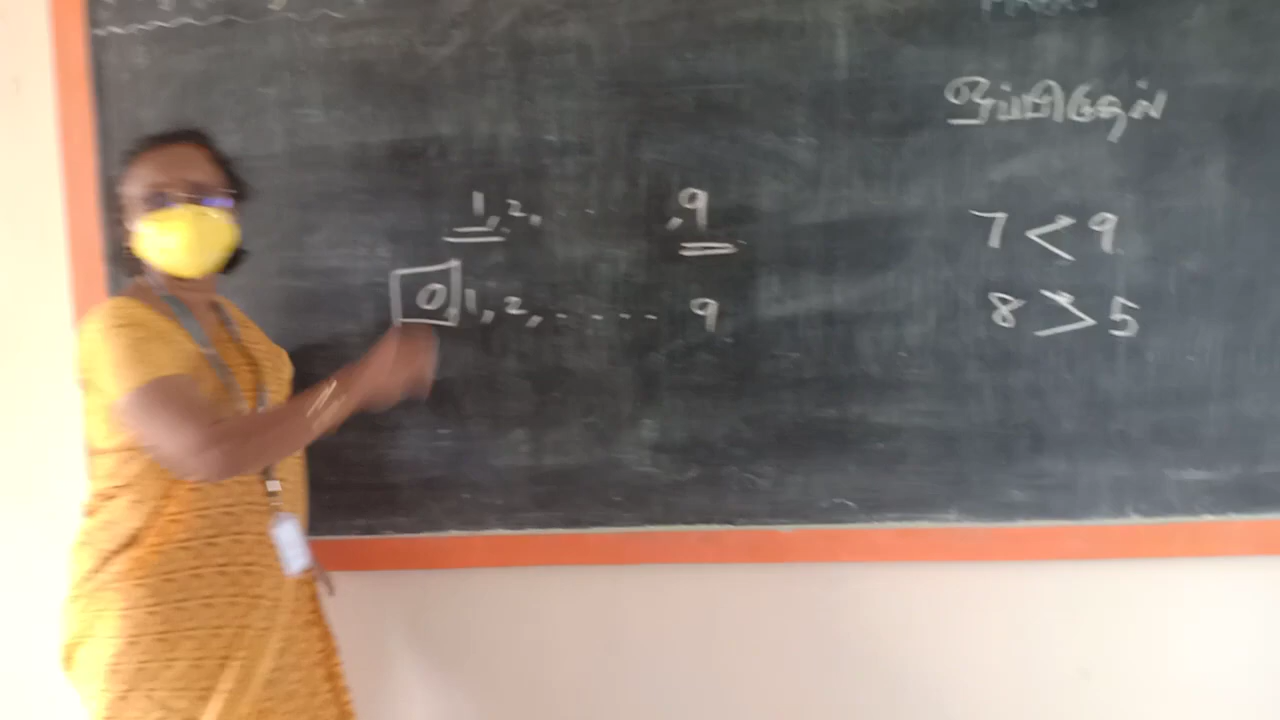 ஒப்பிடுதல்
1, 2, . . , 9
0, 1, 2, . . . . . 9
7 < 9
8 > 5